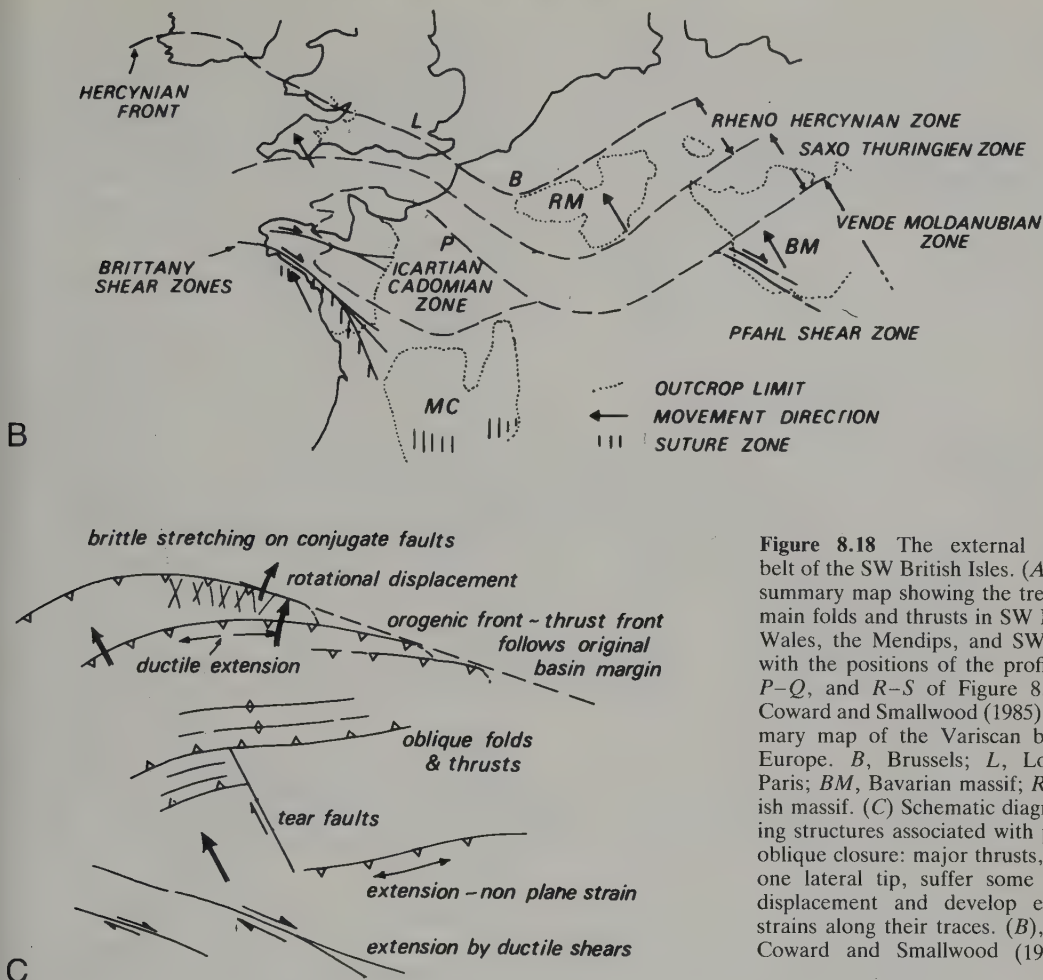 HERCYNIAN
FRONT
L
RHENO HERCYNIAN ZONE
SAXO THURINGIEN ZONE
B
RM
VENDE MOLDANUBIAN
ZONE
P
BM
BRITTANY
SHEAR ZONES
ICARTIAN
CADOMIAN
ZONE
PFAHL SHEAR ZONE
MC
OUTCROP LIMIT
MOVEMENT DIRECTION
SUTURE ZONE
B
brittle stretching on conjugate faults
rotational displacement
orogenic front ~ thrust front
follows original
basin margin
ductile extension
oblique folds
& thrusts
tear faults
extension – non plane strain
extension by ductile shears
C
Figure 8.18 The external
belt of the SW British Isles. (A
summary map showing the tre
main folds and thrusts in SW
Wales, the Mendips, and SW
with the positions of the prof
P–Q, and R–S of Figure 8
Coward and Smallwood (1985)
mary map of the Variscan b
Europe. B, Brussels; L, Lo
Paris; BM, Bavarian massif; R
ish massif. (C) Schematic diagr
ing structures associated with
oblique closure: major thrusts,
one lateral tip, suffer some
displacement and develop e
strains along their traces. (B),
Coward and Smallwood (19